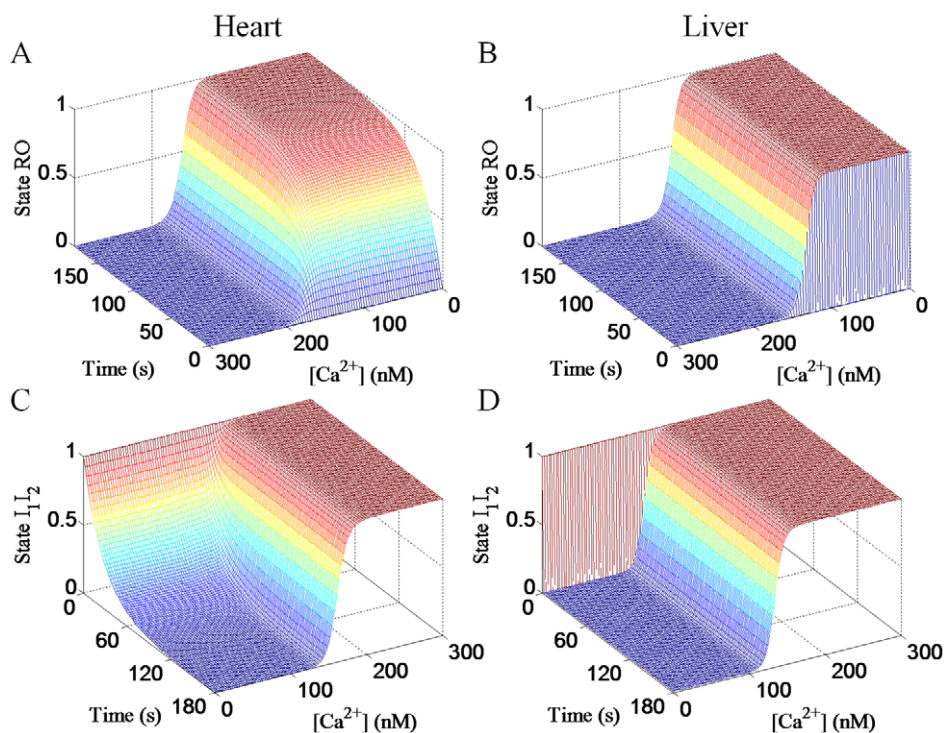 Heart Liver
A B
1 1
State RO State RO
0.5 0.5
0 0
150 150
100 100
50 50
Time (s) 0 300 200 100 0 Time (s) 0 300 200 100 0
[Ca2+] (nM) [Ca2+] (nM)
C D
1 1
State I1I2 State I1I2
0.5 0.5
0 0
0 0
60 60
120 120
Time (s) 180 0 100 200 300 Time (s) 180 0 100 200 300
[Ca2+] (nM) [Ca2+] (nM)